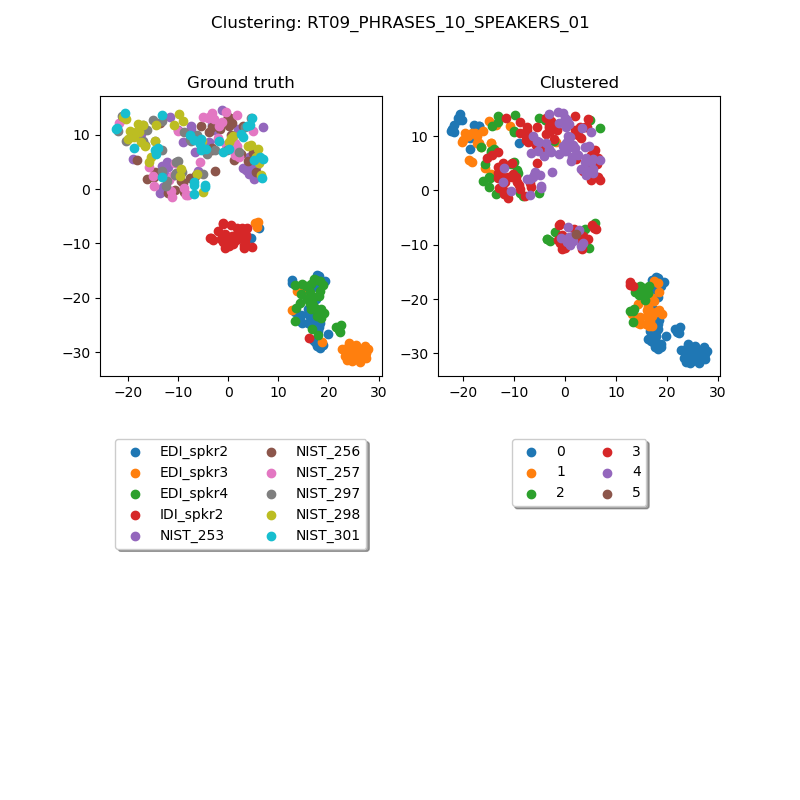 Clustering: RT09_PHRASES_10_SPEAKERS_01
Ground truth
10
0
−10
−20
−30
−20 −10 0 10 20 30
EDI_spkr2 NIST_256
EDI_spkr3 NIST_257
EDI_spkr4 NIST_297
IDI_spkr2 NIST_298
NIST_253 NIST_301
Clustered
10
0
−10
−20
−30
−20 −10 0 10 20 30
0 3
1 4
2 5